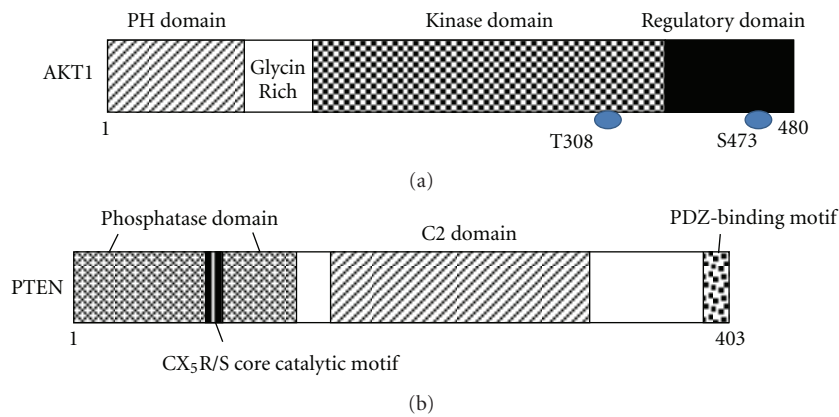 PH domain
Kinase domain
Regulatory domain
AKT1
Glycin
Rich
1
T308
S473
480
(a)
Phosphatase domain
C2 domain
PDZ-binding motif
PTEN
1
403
CX₅R/S core catalytic motif
(b)